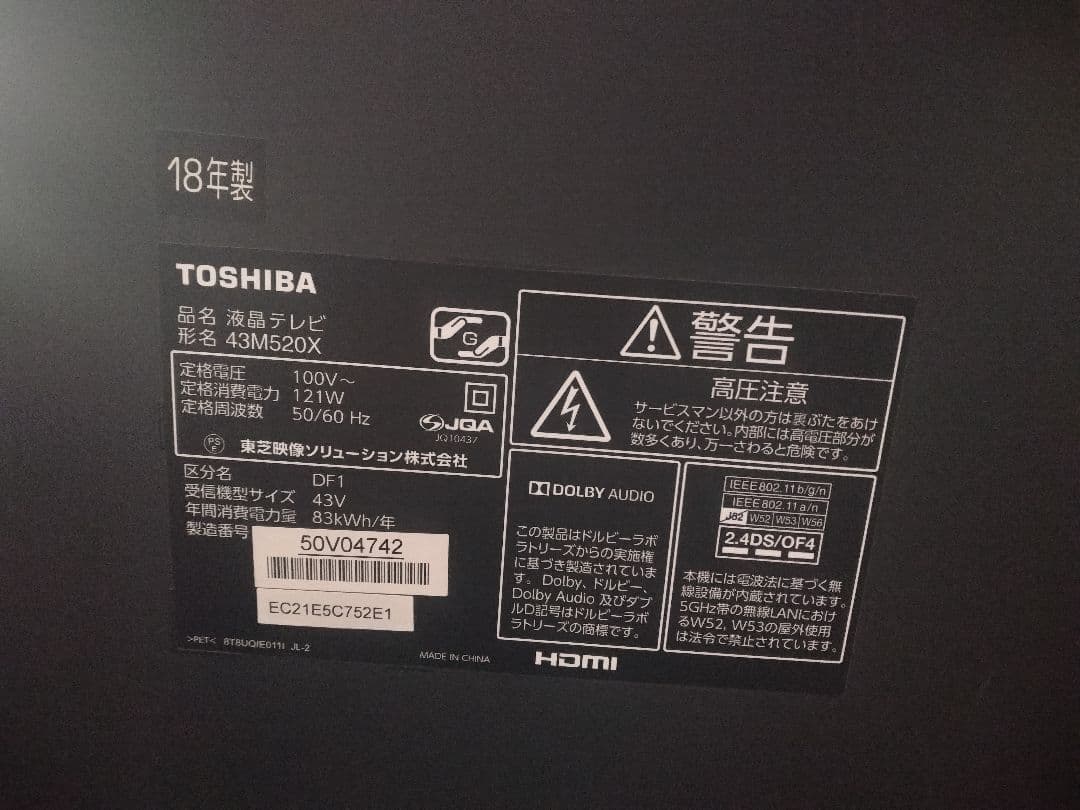 18年製
TOSHIBA
品名 液晶テレビ
形名 43M520X
G
定格電圧 100V～
定格消費電力 121W
定格周波数 50/60 Hz
JQA
JQ10437
PS
E
東芝映像ソリューション株式会社
区分名 DF1
受信機型サイズ 43V
年間消費電力量 83kWh/年
製造番号
50V04742
EC21E5C752E1
>PET< 8T8UQIE011I JL-2
MADE IN CHINA
警告
高圧注意
サービスマン以外の方は裏ぶたをあけ
ないでください。内部には高電圧部分が
数多くあり、万一さわると危険です。
DOLBY AUDIO
この製品はドルビーラボ
ラトリーズからの実施権
に基づき製造されていま
す。Dolby、ドルビー、
Dolby Audio 及びダブ
ルD記号はドルビーラボ
ラトリーズの商標です。
HDMI
IEEE802.11b/g/n
IEEE802.11a/n
J52 W52 W53 W56
2.4DS/OF4
本機には電波法に基づく無
線設備が内蔵されています。
5GHz帯の無線LANにおけ
るW52, W53の屋外使用
は法令で禁止されています。